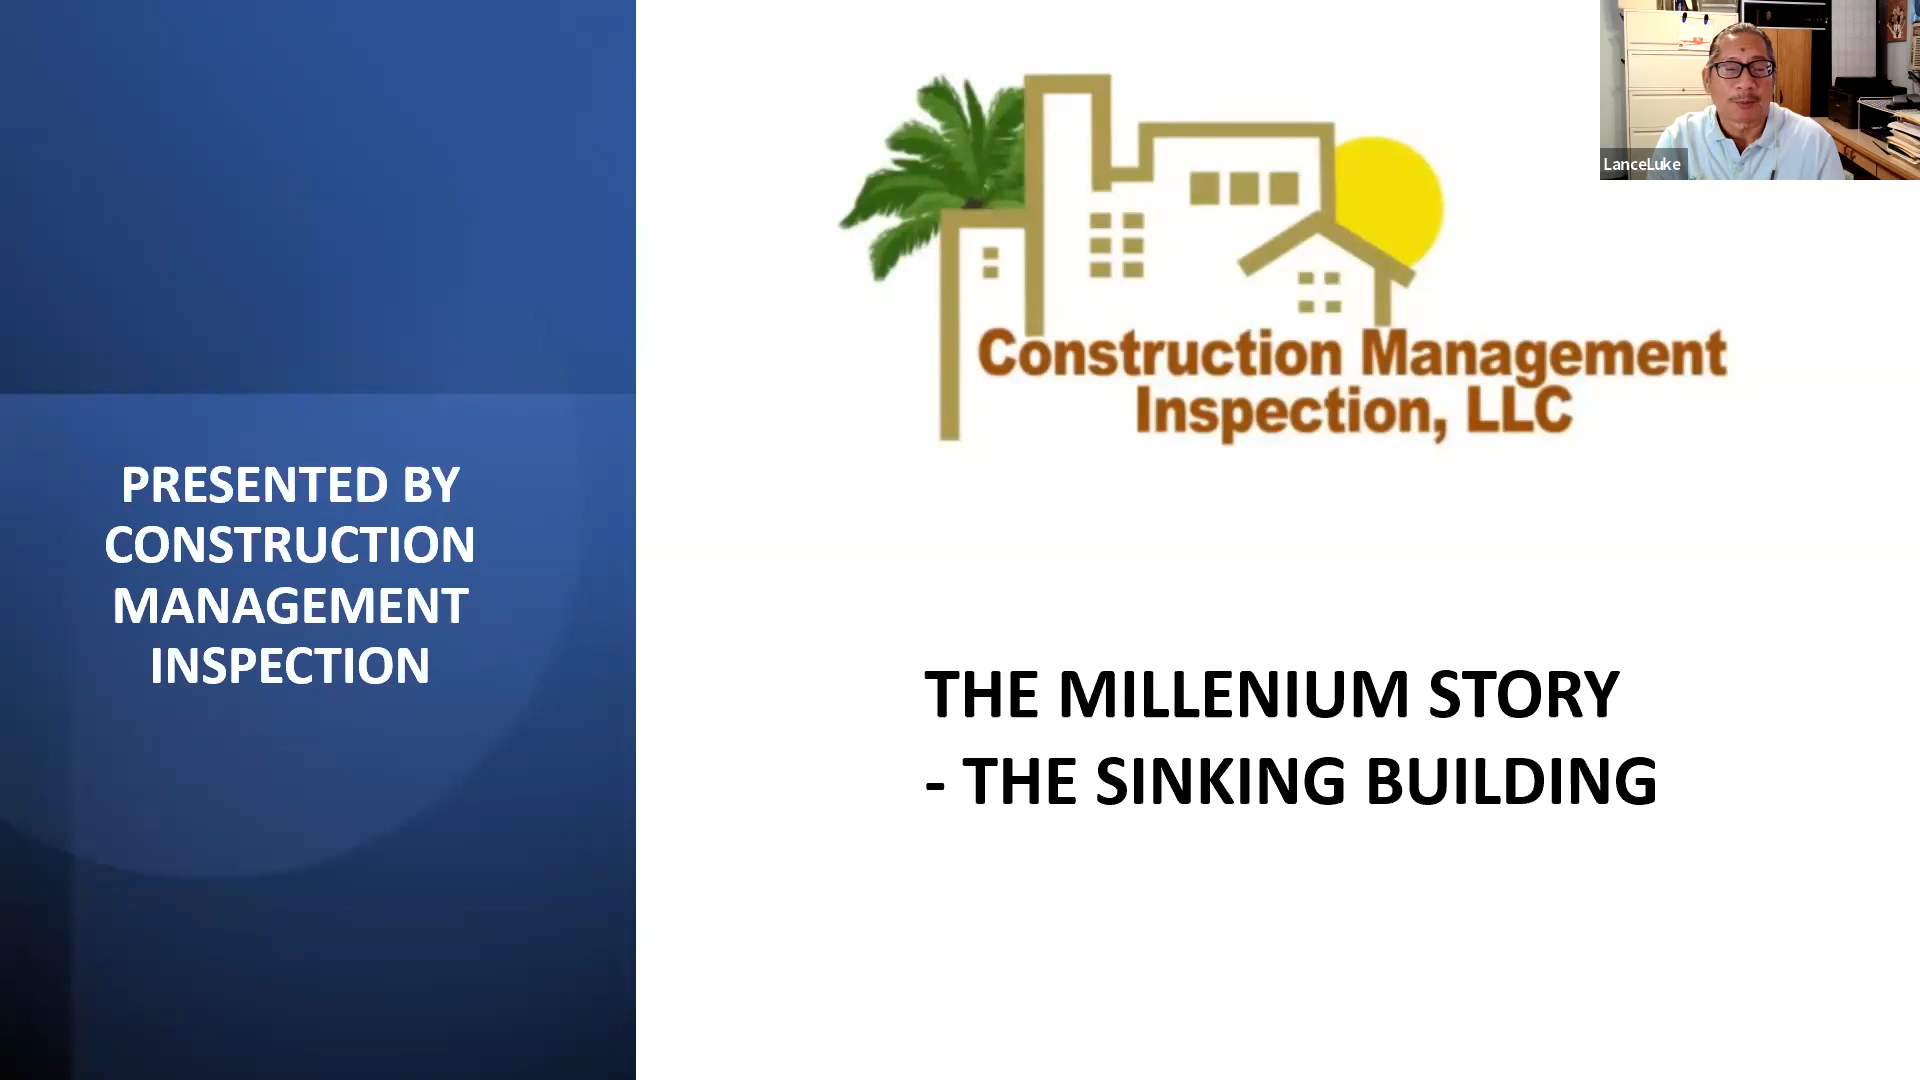 PRESENTED BY
CONSTRUCTION
MANAGEMENT
INSPECTION
Construction Management
Inspection, LLC
THE MILLENIUM STORY
- THE SINKING BUILDING
LanceLuke